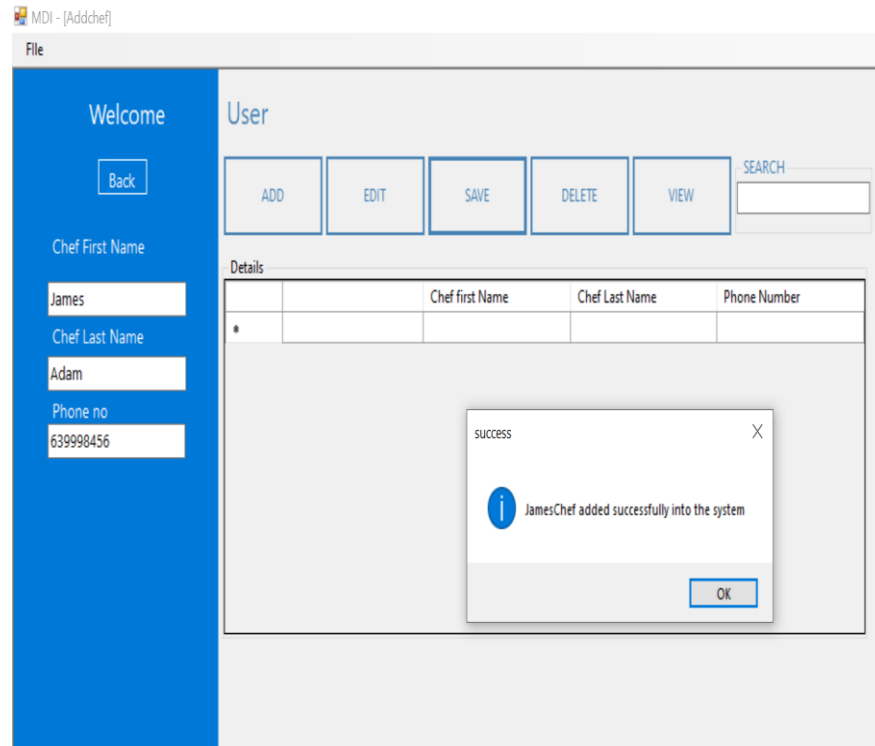 MDI - [Addchef]
FIle
Welcome
User
Back
ADD
EDIT
SAVE
DELETE
VIEW
SEARCH
Chef First Name
James
Chef Last Name
Adam
Phone no
639998456
Details
Chef first Name
Chef Last Name
Phone Number
*
success
X
i
JamesChef added successfully into the system
OK